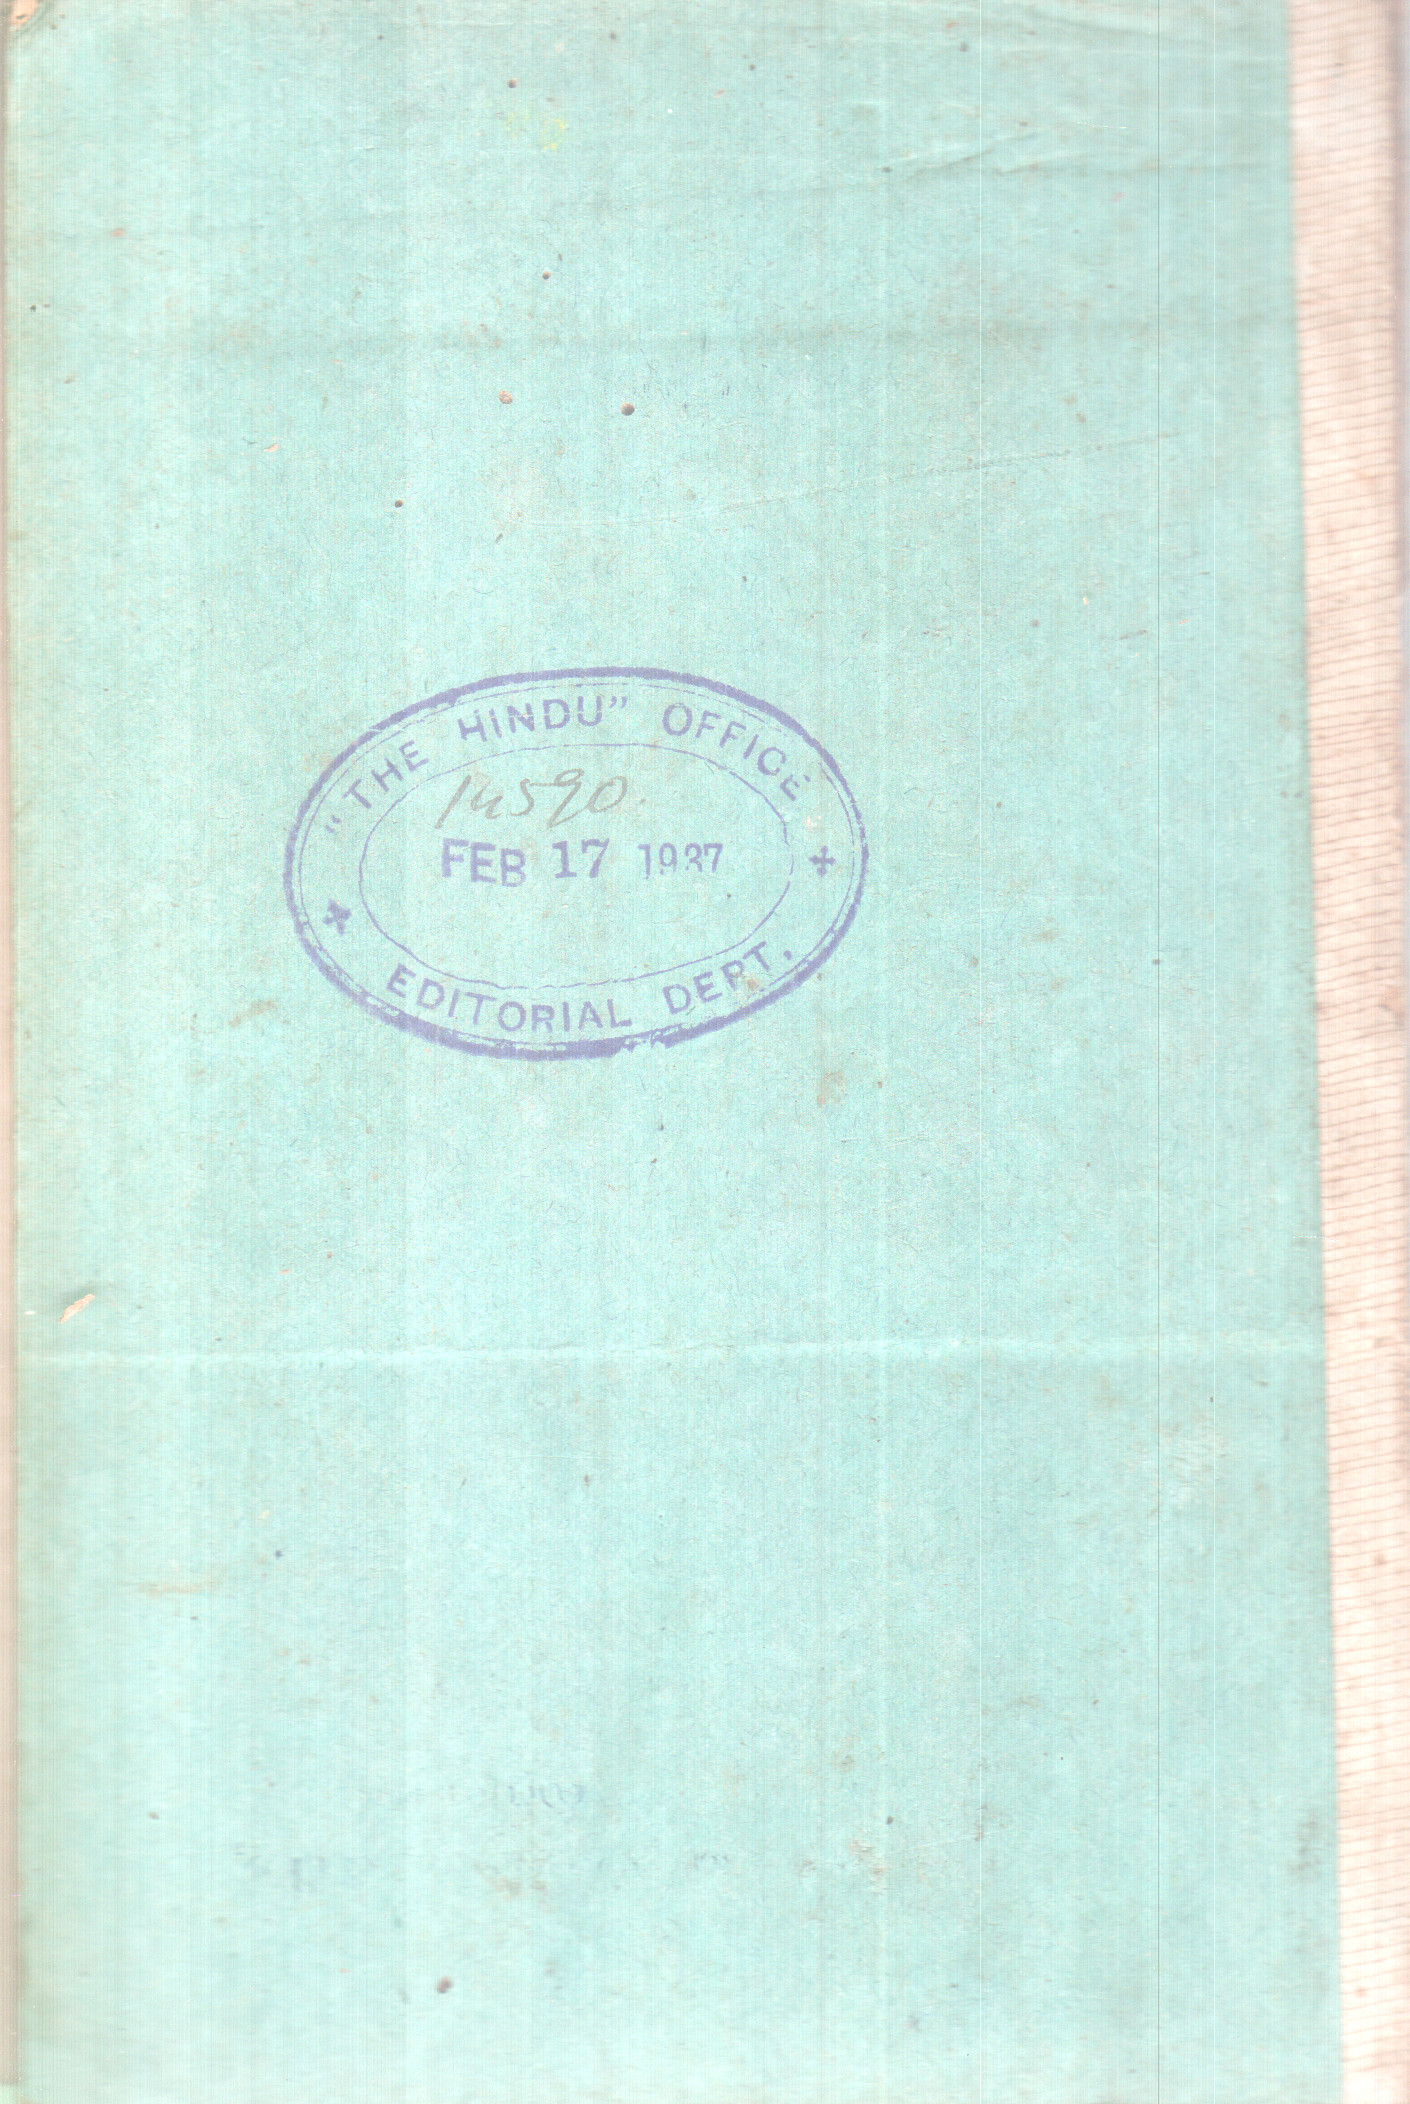 "THE HINDU" OFFICE
14590
FEB 17 1937
EDITORIAL DEPT.